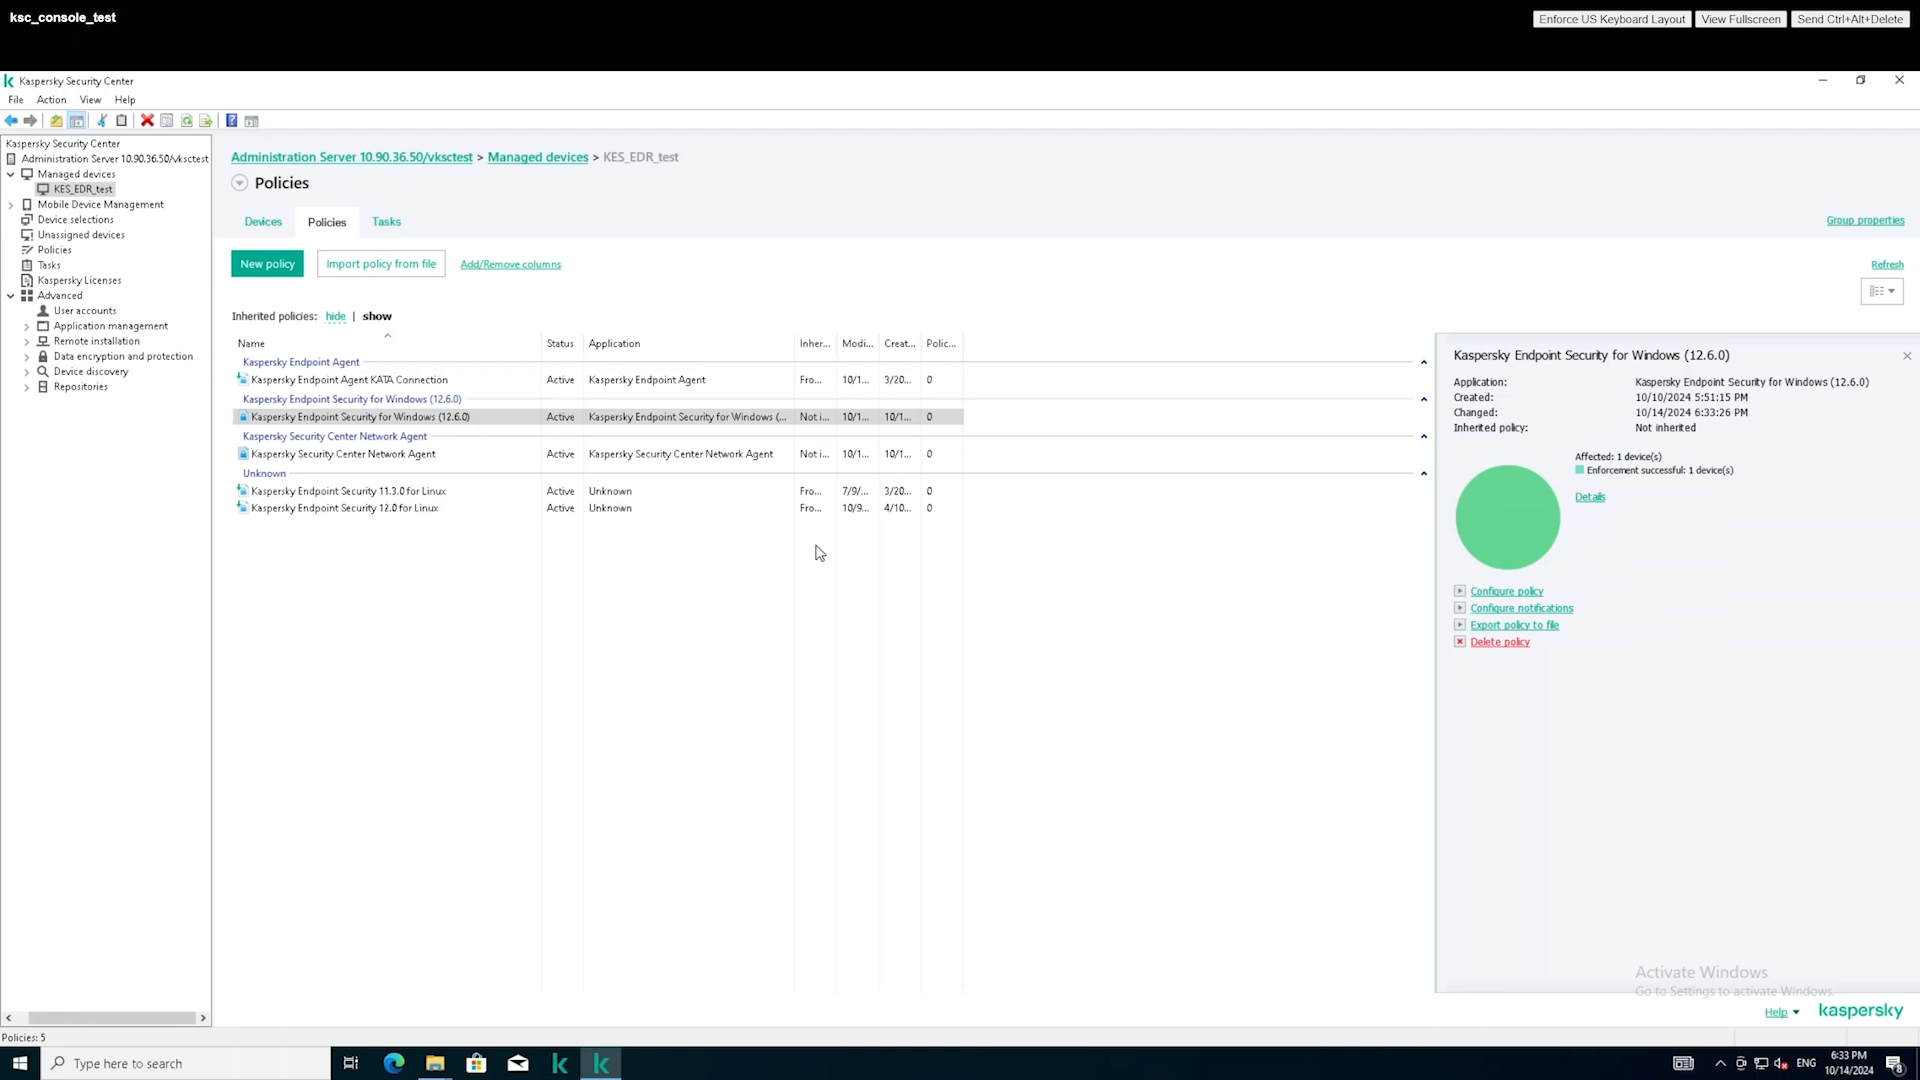 ksc_console_test
Enforce US Keyboard Layout
View Fullscreen
Send Ctrl+Alt+Delete
Kaspersky Security Center
File
Action
View
Help
Kaspersky Security Center
Administration Server 10.90.36.50/vksctest
Managed devices
KES_EDR_test
Mobile Device Management
Device selections
Unassigned devices
Policies
Tasks
Kaspersky Licenses
Advanced
User accounts
Application management
Remote installation
Data encryption and protection
Device discovery
Repositories
Administration Server 10.90.36.50/vksctest > Managed devices > KES_EDR_test
Policies
Devices
Policies
Tasks
Group properties
New policy
Import policy from file
Add/Remove columns
Refresh
Inherited policies: hide | show
Name Status Application Inher... Modi... Creat... Polic...
Kaspersky Endpoint Agent
Kaspersky Endpoint Agent KATA Connection Active Kaspersky Endpoint Agent Fro... 10/1... 3/20... 0
Kaspersky Endpoint Security for Windows (12.6.0)
Kaspersky Endpoint Security for Windows (12.6.0) Active Kaspersky Endpoint Security for Windows (... Not i... 10/1... 10/1... 0
Kaspersky Security Center Network Agent
Kaspersky Security Center Network Agent Active Kaspersky Security Center Network Agent Not i... 10/1... 10/1... 0
Unknown
Kaspersky Endpoint Security 11.3.0 for Linux Active Unknown Fro... 7/9/... 3/20... 0
Kaspersky Endpoint Security 12.0 for Linux Active Unknown Fro... 10/9... 4/10... 0
Kaspersky Endpoint Security for Windows (12.6.0)
Application: Kaspersky Endpoint Security for Windows (12.6.0)
Created: 10/10/2024 5:51:15 PM
Changed: 10/14/2024 6:33:26 PM
Inherited policy: Not inherited
Affected: 1 device(s)
Enforcement successful: 1 device(s)
Details
Configure policy
Configure notifications
Export policy to file
Delete policy
Activate Windows
Go to Settings to activate Windows.
Help
kaspersky
Policies: 5
Type here to search
ENG
6:33 PM
10/14/2024
8